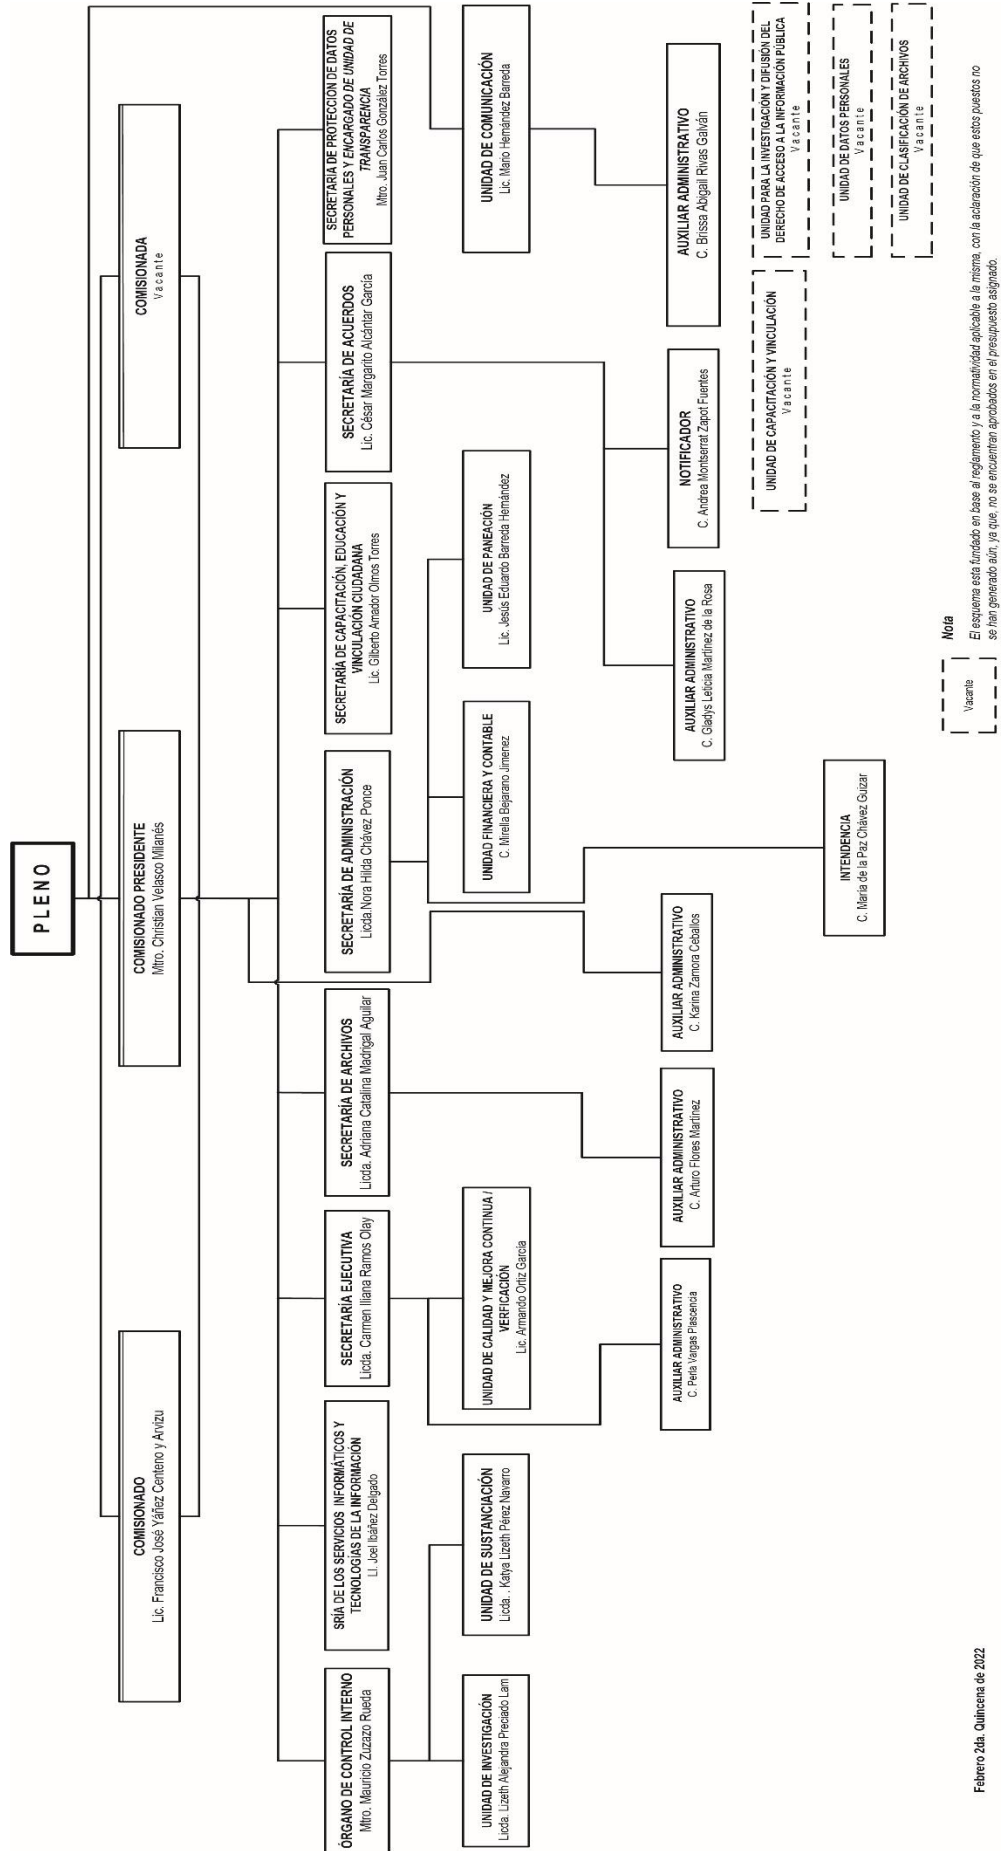 PLENO
COMISIONADO
Lic. Francisco José Yáñez Centeno y Arvizu
COMISIONADO PRESIDENTE
Mtro. Christian Velasco Milanés
COMISIONADA
Vacante
ÓRGANO DE CONTROL INTERNO
Mtro. Mauricio Zuzazo Rueda
SRÍA DE LOS SERVICIOS INFORMÁTICOS Y
TECNOLOGÍAS DE LA INFORMACIÓN
LI. Joel Ibáñez Delgado
SECRETARÍA EJECUTIVA
Licda. Carmen Iliana Ramos Olay
SECRETARÍA DE ARCHIVOS
Licda. Adriana Catalina Madrigal Aguilar
SECRETARÍA DE ADMINISTRACIÓN
Licda.Nora Hilda Chávez Ponce
SECRETARÍA DE CAPACITACIÓN, EDUCACIÓN Y
VINCULACIÓN CIUDADANA
Lic. Gilberto Amador Olmos Torres
SECRETARÍA DE ACUERDOS
Lic. César Margarito Alcántar García
SECRETARIA DE PROTECCION DE DATOS
PERSONALES Y ENCARGADO DE UNIDAD DE
TRANSPARENCIA
Mtro. Juan Carlos González Torres
UNIDAD DE INVESTIGACIÓN
Licda. Lizeth Alejandra Preciado Lam
UNIDAD DE SUSTANCIACIÓN
Licda. . Katya Lizeth Pérez Navarro
UNIDAD DE CALIDAD Y MEJORA CONTINUA /
VERFICACIÓN
Lic. Armando Ortiz García
UNIDAD FINANCIERA Y CONTABLE
C. Mirella Bejarano Jimenez
UNIDAD DE PANEACIÓN
Lic. Jesús Eduardo Barreda Hernández
UNIDAD DE COMUNICACIÓN
Lic. Mario Hernández Barreda
AUXILIAR ADMINISTRATIVO
C. Perla Vargas Plascencia
AUXILIAR ADMINISTRATIVO
C. Arturo Flores Martínez
AUXILIAR ADMINISTRATIVO
C. Karina Zamora Ceballos
AUXILIAR ADMINISTRATIVO
C. Gladys Leticia Martínez de la Rosa
NOTIFICADOR
C. Andrea Montserrat Zapot Fuentes
AUXILIAR ADMINISTRATIVO
C. Brissa Abigail Rivas Galván
INTENDENCIA
C. María de la Paz Chávez Guizar
UNIDAD DE CAPACITACIÓN Y VINCULACIÓN
Vacante
UNIDAD PARA LA INVESTIGACIÓN Y DIFUSIÓN DEL
DERECHO DE ACCESO A LA INFORMACIÓN PÚBLICA
Vacante
UNIDAD DE DATOS PERSONALES
Vacante
UNIDAD DE CLASIFICACIÓN DE ARCHIVOS
Vacante
Vacante
Nota
El esquema esta fundado en base al reglamento y a la normatividad aplicable a la misma, con la aclaración de que estos puestos no
se han generado aún, ya que, no se encuentran aprobados en el presupuesto asignado.
Febrero 2da. Quincena de 2022